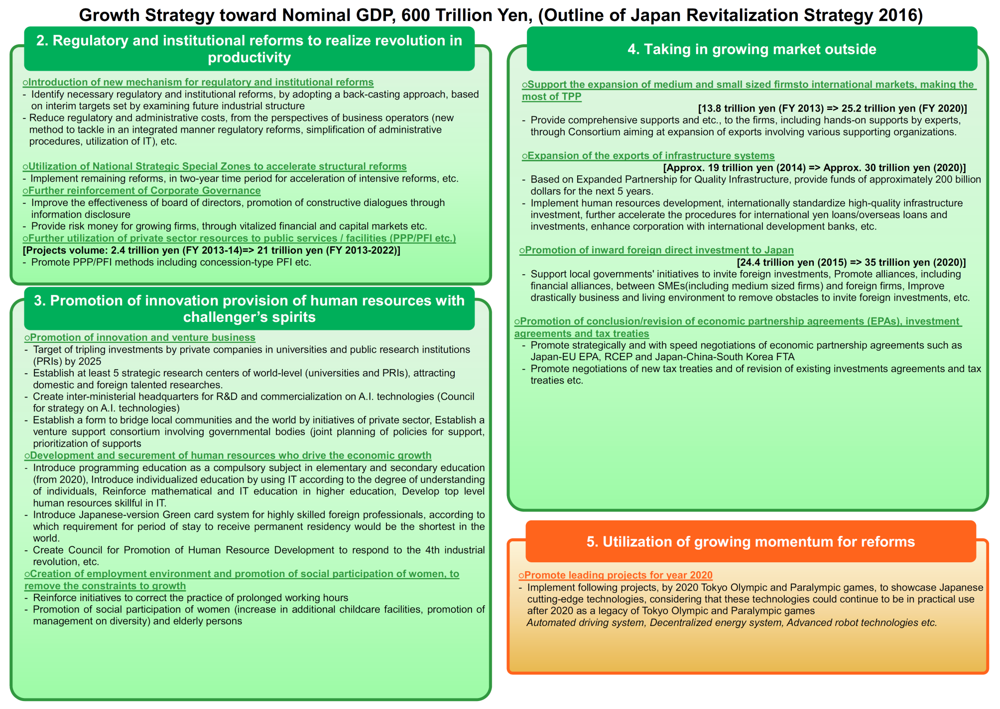 Growth Strategy toward Nominal GDP, 600 Trillion Yen, (Outline of Japan Revitalization Strategy 2016)
2. Regulatory and institutional reforms to realize revolution in
productivity
○Introduction of new mechanism for regulatory and institutional reforms
- Identify necessary regulatory and institutional reforms, by adopting a back-casting approach, based
on interim targets set by examining future industrial structure
- Reduce regulatory and administrative costs, from the perspectives of business operators (new
method to tackle in an integrated manner regulatory reforms, simplification of administrative
procedures, utilization of IT), etc.
○Utilization of National Strategic Special Zones to accelerate structural reforms
- Implement remaining reforms, in two-year time period for acceleration of intensive reforms, etc.
○Further reinforcement of Corporate Governance
- Improve the effectiveness of board of directors, promotion of constructive dialogues through
information disclosure
- Provide risk money for growing firms, through vitalized financial and capital markets etc.
○Further utilization of private sector resources to public services / facilities (PPP/PFI etc.)
[Projects volume: 2.4 trillion yen (FY 2013-14)=> 21 trillion yen (FY 2013-2022)]
- Promote PPP/PFI methods including concession-type PFI etc.
3. Promotion of innovation provision of human resources with
challenger’s spirits
○Promotion of innovation and venture business
- Target of tripling investments by private companies in universities and public research institutions
(PRIs) by 2025
- Establish at least 5 strategic research centers of world-level (universities and PRIs), attracting
domestic and foreign talented researches.
- Create inter-ministerial headquarters for R&D and commercialization on A.I. technologies (Council
for strategy on A.I. technologies)
- Establish a form to bridge local communities and the world by initiatives of private sector, Establish a
venture support consortium involving governmental bodies (joint planning of policies for support,
prioritization of supports
○Development and securement of human resources who drive the economic growth
- Introduce programming education as a compulsory subject in elementary and secondary education
(from 2020), Introduce individualized education by using IT according to the degree of understanding
of individuals, Reinforce mathematical and IT education in higher education, Develop top level
human resources skillful in IT.
- Introduce Japanese-version Green card system for highly skilled foreign professionals, according to
which requirement for period of stay to receive permanent residency would be the shortest in the
world.
- Create Council for Promotion of Human Resource Development to respond to the 4th industrial
revolution, etc.
○Creation of employment environment and promotion of social participation of women, to
remove the constraints to growth
- Reinforce initiatives to correct the practice of prolonged working hours
- Promotion of social participation of women (increase in additional childcare facilities, promotion of
management on diversity) and elderly persons
4. Taking in growing market outside
○Support the expansion of medium and small sized firmsto international markets, making the
most of TPP
[13.8 trillion yen (FY 2013) => 25.2 trillion yen (FY 2020)]
- Provide comprehensive supports and etc., to the firms, including hands-on supports by experts,
through Consortium aiming at expansion of exports involving various supporting organizations.
○Expansion of the exports of infrastructure systems
[Approx. 19 trillion yen (2014) => Approx. 30 trillion yen (2020)]
- Based on Expanded Partnership for Quality Infrastructure, provide funds of approximately 200 billion
dollars for the next 5 years.
- Implement human resources development, internationally standardize high-quality infrastructure
investment, further accelerate the procedures for international yen loans/overseas loans and
investments, enhance corporation with international development banks, etc.
○Promotion of inward foreign direct investment to Japan
[24.4 trillion yen (2015) => 35 trillion yen (2020)]
- Support local governments' initiatives to invite foreign investments, Promote alliances, including
financial alliances, between SMEs(including medium sized firms) and foreign firms, Improve
drastically business and living environment to remove obstacles to invite foreign investments, etc.
○Promotion of conclusion/revision of economic partnership agreements (EPAs), investment
agreements and tax treaties
- Promote strategically and with speed negotiations of economic partnership agreements such as
Japan-EU EPA, RCEP and Japan-China-South Korea FTA
- Promote negotiations of new tax treaties and of revision of existing investments agreements and tax
treaties etc.
5. Utilization of growing momentum for reforms
○Promote leading projects for year 2020
- Implement following projects, by 2020 Tokyo Olympic and Paralympic games, to showcase Japanese
cutting-edge technologies, considering that these technologies could continue to be in practical use
after 2020 as a legacy of Tokyo Olympic and Paralympic games
Automated driving system, Decentralized energy system, Advanced robot technologies etc.